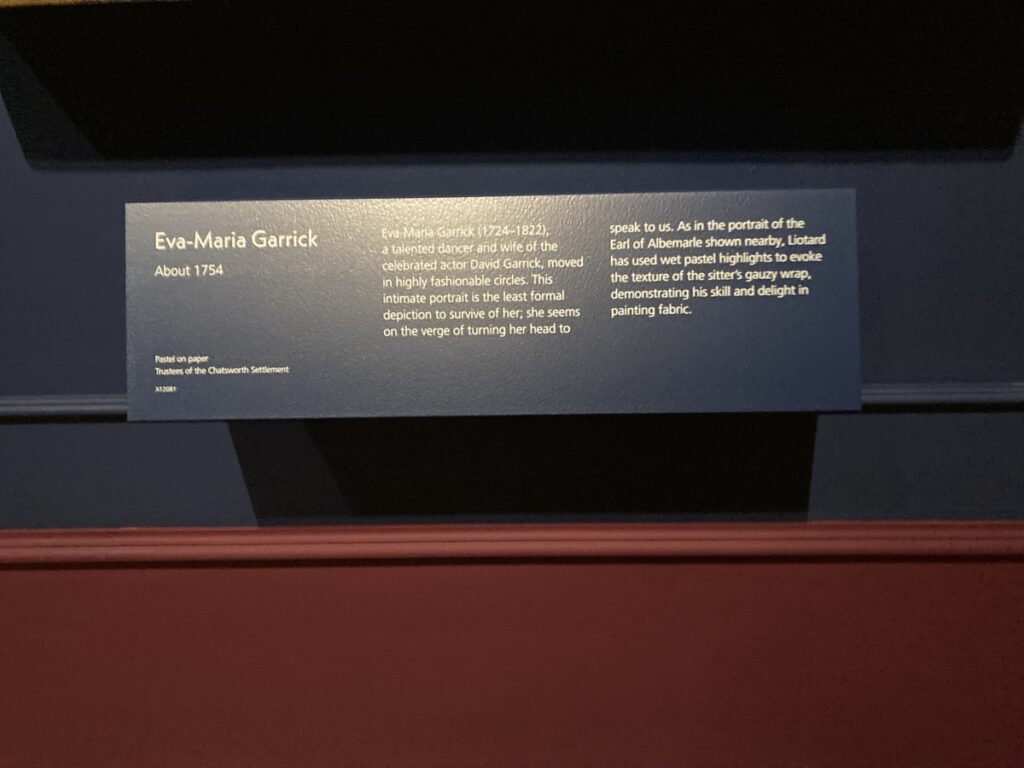 Eva-Maria Garrick
About 1754
Pastel on paper
Trustees of the Chatsworth Settlement
X12081
Eva-Maria Garrick (1724–1822),
a talented dancer and wife of the
celebrated actor David Garrick, moved
in highly fashionable circles. This
intimate portrait is the least formal
depiction to survive of her; she seems
on the verge of turning her head to
speak to us. As in the portrait of the
Earl of Albemarle shown nearby, Liotard
has used wet pastel highlights to evoke
the texture of the sitter's gauzy wrap,
demonstrating his skill and delight in
painting fabric.